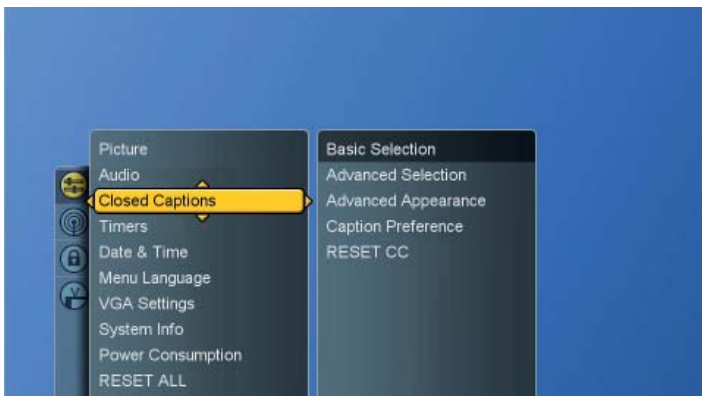 Picture
Audio
Closed Captions
Timers
Date & Time
Menu Language
VGA Settings
System Info
Power Consumption
RESET ALL
Basic Selection
Advanced Selection
Advanced Appearance
Caption Preference
RESET CC